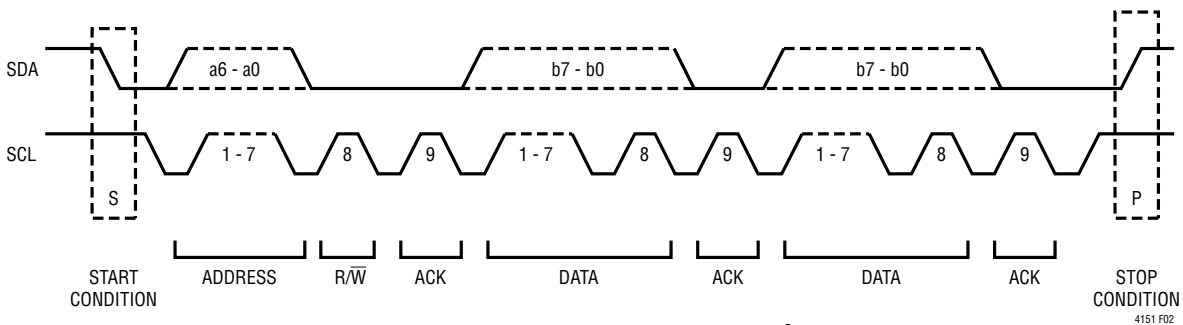 SDA
a6 - a0
b7 - b0
b7 - b0
SCL
1 - 7
8
9
1 - 7
8
9
1 - 7
8
9
S
P
START
CONDITION
ADDRESS
R/W̅
ACK
DATA
ACK
DATA
ACK
STOP
CONDITION
4151 F02